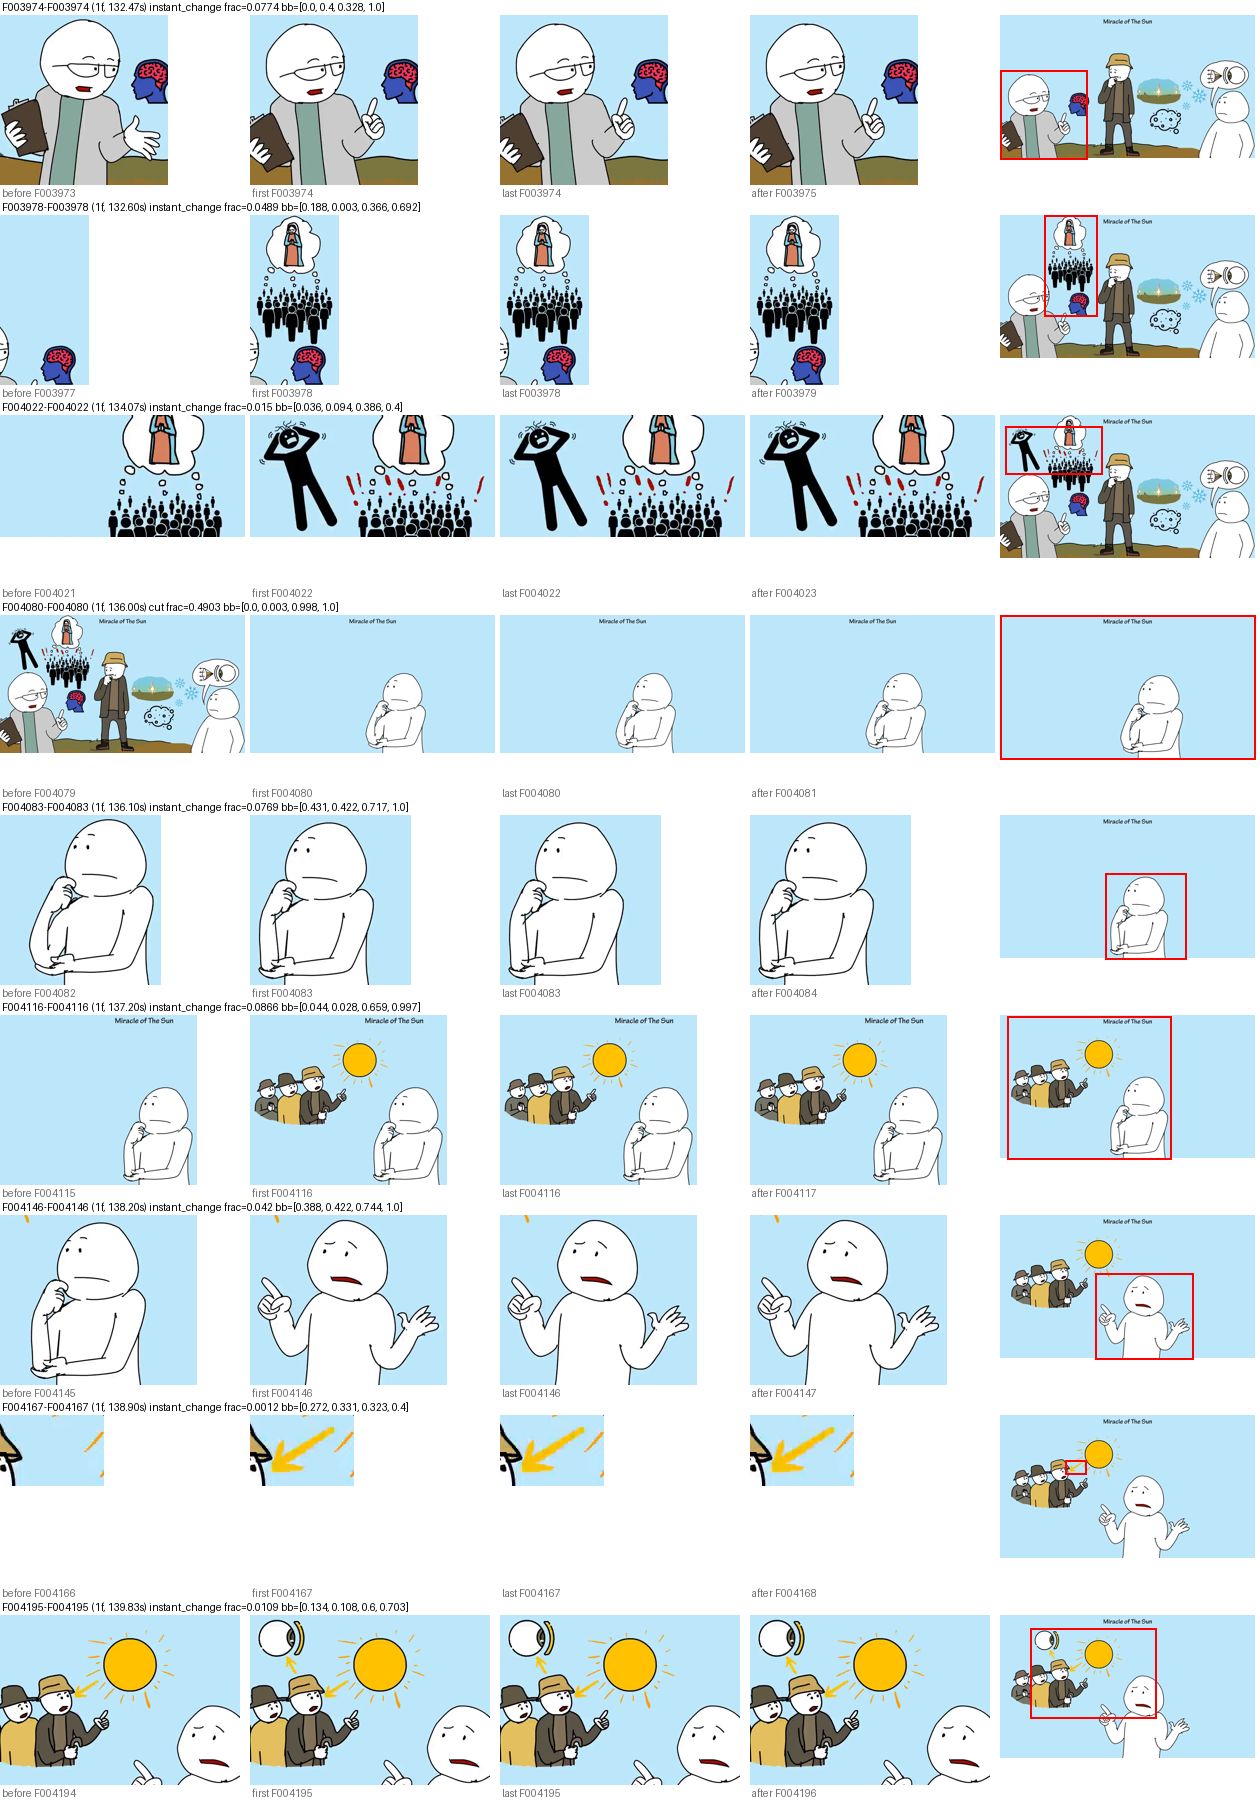 F003974-F003974 (1f, 132.47s) instant_change frac=0.0774 bb=[0.0, 0.4, 0.328, 1.0]
Miracle of The Sun
before F003973
first F003974
last F003974
after F003975
F003978-F003978 (1f, 132.60s) instant_change frac=0.0489 bb=[0.188, 0.003, 0.366, 0.692]
Miracle of The Sun
before F003977
first F003978
last F003978
after F003979
F004022-F004022 (1f, 134.07s) instant_change frac=0.015 bb=[0.036, 0.094, 0.386, 0.4]
Miracle of The Sun
before F004021
first F004022
last F004022
after F004023
F004080-F004080 (1f, 136.00s) cut frac=0.4903 bb=[0.0, 0.003, 0.998, 1.0]
Miracle of The Sun
Miracle of The Sun
Miracle of The Sun
Miracle of The Sun
Miracle of The Sun
before F004079
first F004080
last F004080
after F004081
F004083-F004083 (1f, 136.10s) instant_change frac=0.0769 bb=[0.431, 0.422, 0.717, 1.0]
Miracle of The Sun
before F004082
first F004083
last F004083
after F004084
F004116-F004116 (1f, 137.20s) instant_change frac=0.0866 bb=[0.044, 0.028, 0.659, 0.997]
Miracle of The Sun
Miracle of The Sun
Miracle of The Sun
Miracle of The Sun
Miracle of The Sun
before F004115
first F004116
last F004116
after F004117
F004146-F004146 (1f, 138.20s) instant_change frac=0.042 bb=[0.388, 0.422, 0.744, 1.0]
Miracle of The Sun
before F004145
first F004146
last F004146
after F004147
F004167-F004167 (1f, 138.90s) instant_change frac=0.0012 bb=[0.272, 0.331, 0.323, 0.4]
Miracle of The Sun
before F004166
first F004167
last F004167
after F004168
F004195-F004195 (1f, 139.83s) instant_change frac=0.0109 bb=[0.134, 0.108, 0.6, 0.703]
Miracle of The Sun
before F004194
first F004195
last F004195
after F004196